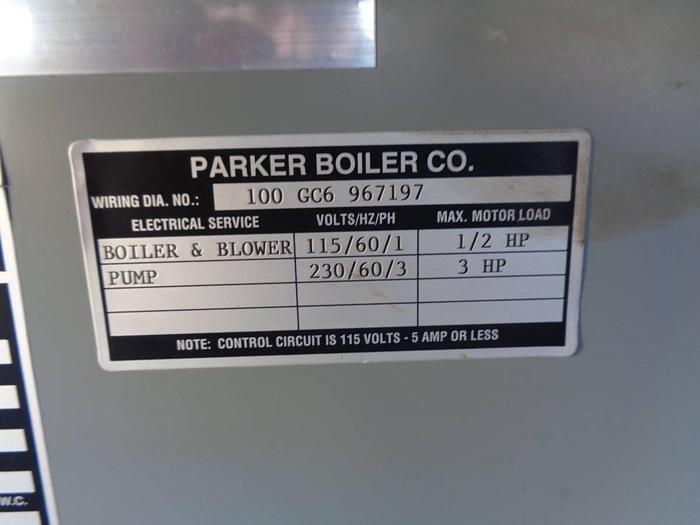 PARKER BOILER CO.
WIRING DIA. NO.: 100 GC6 967197
ELECTRICAL SERVICE VOLTS/HZ/PH MAX. MOTOR LOAD
BOILER & BLOWER 115/60/1 1/2 HP
PUMP 230/60/3 3 HP
NOTE: CONTROL CIRCUIT IS 115 VOLTS - 5 AMP OR LESS
W.C.